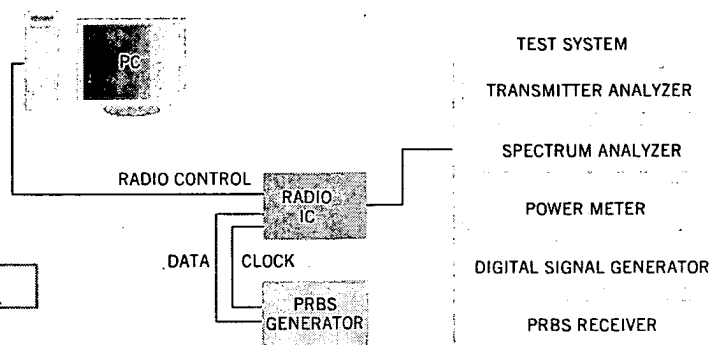 TEST SYSTEM
PC
TRANSMITTER ANALYZER
SPECTRUM ANALYZER
RADIO CONTROL
RADIO
IC
POWER METER
DATA
CLOCK
DIGITAL SIGNAL GENERATOR
PRBS
GENERATOR
PRBS RECEIVER